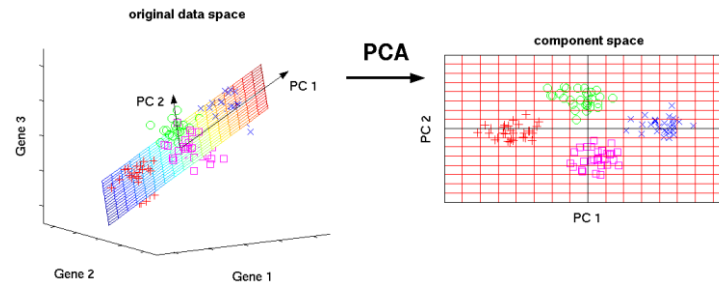 original data space
PCA
component space
PC 1
PC 2
Gene 3
Gene 2
Gene 1
PC 2
PC 1